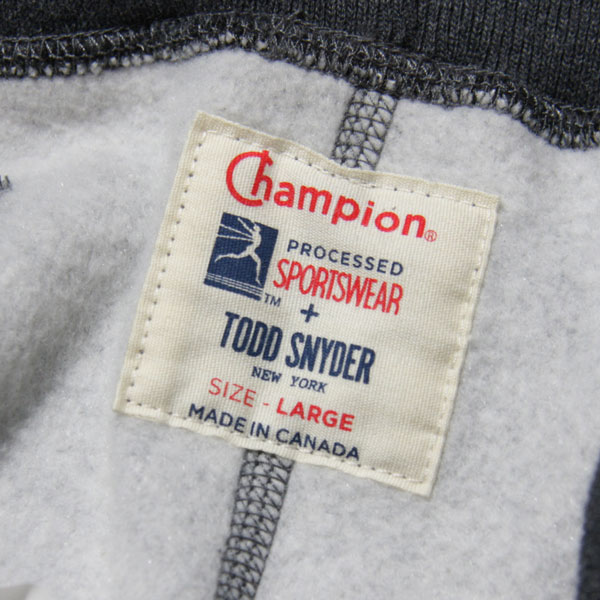 Champion®
PROCESSED
SPORTSWEAR
™ +
TODD SNYDER
NEW YORK
SIZE - LARGE
MADE IN CANADA